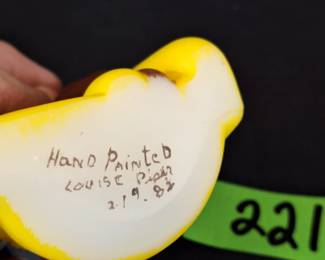 HAND PAINTED
LOUISE Piper
2.19.82
221